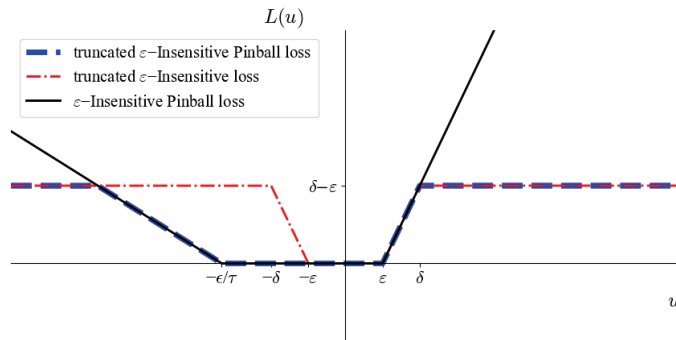 L(u)
truncated ε−Insensitive Pinball loss
truncated ε−Insensitive loss
ε−Insensitive Pinball loss
δ−ε
−ϵ/τ −δ −ε ε δ
u